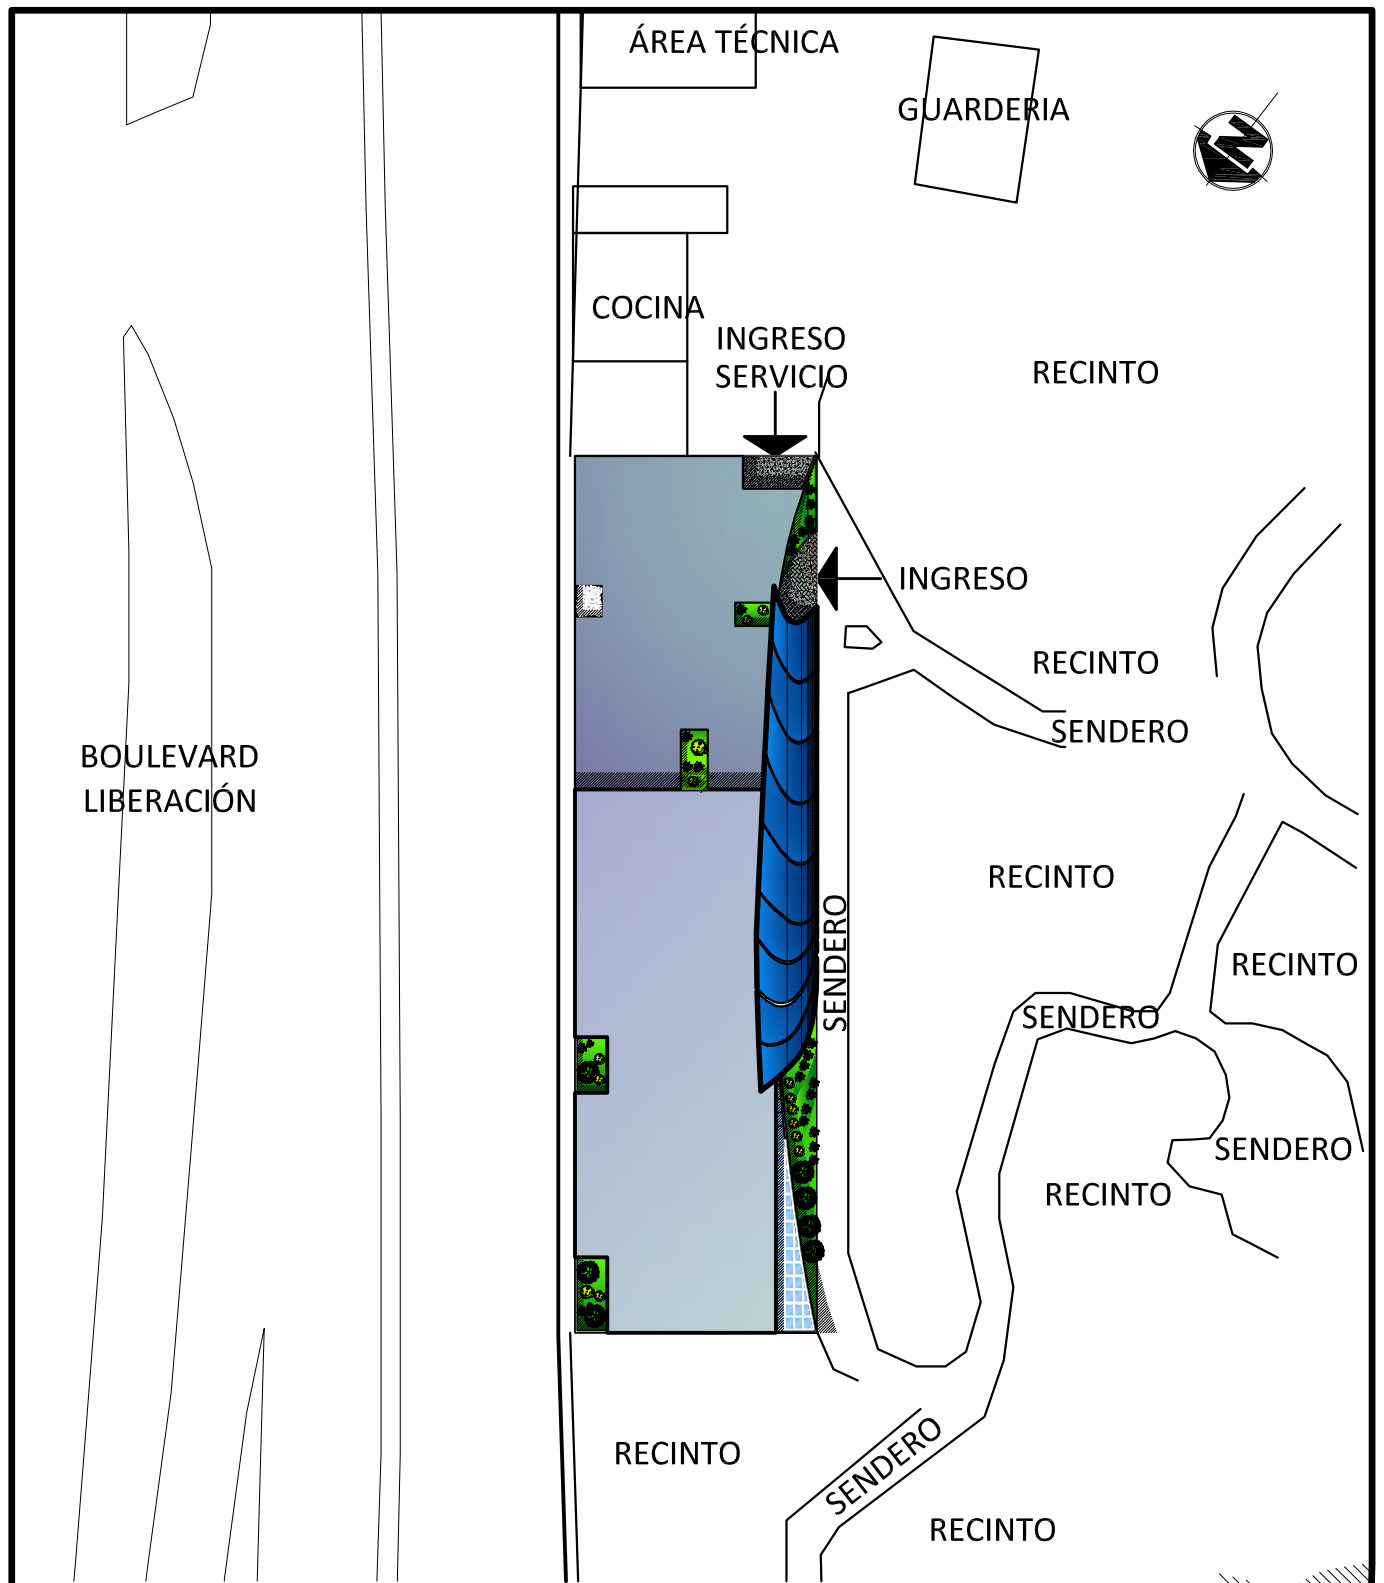 ÁREA TÉCNICA
GUARDERIA
N
COCINA
INGRESO
SERVICIO
RECINTO
INGRESO
RECINTO
SENDERO
BOULEVARD
LIBERACIÓN
RECINTO
SENDERO
RECINTO
SENDERO
SENDERO
RECINTO
RECINTO
SENDERO
RECINTO